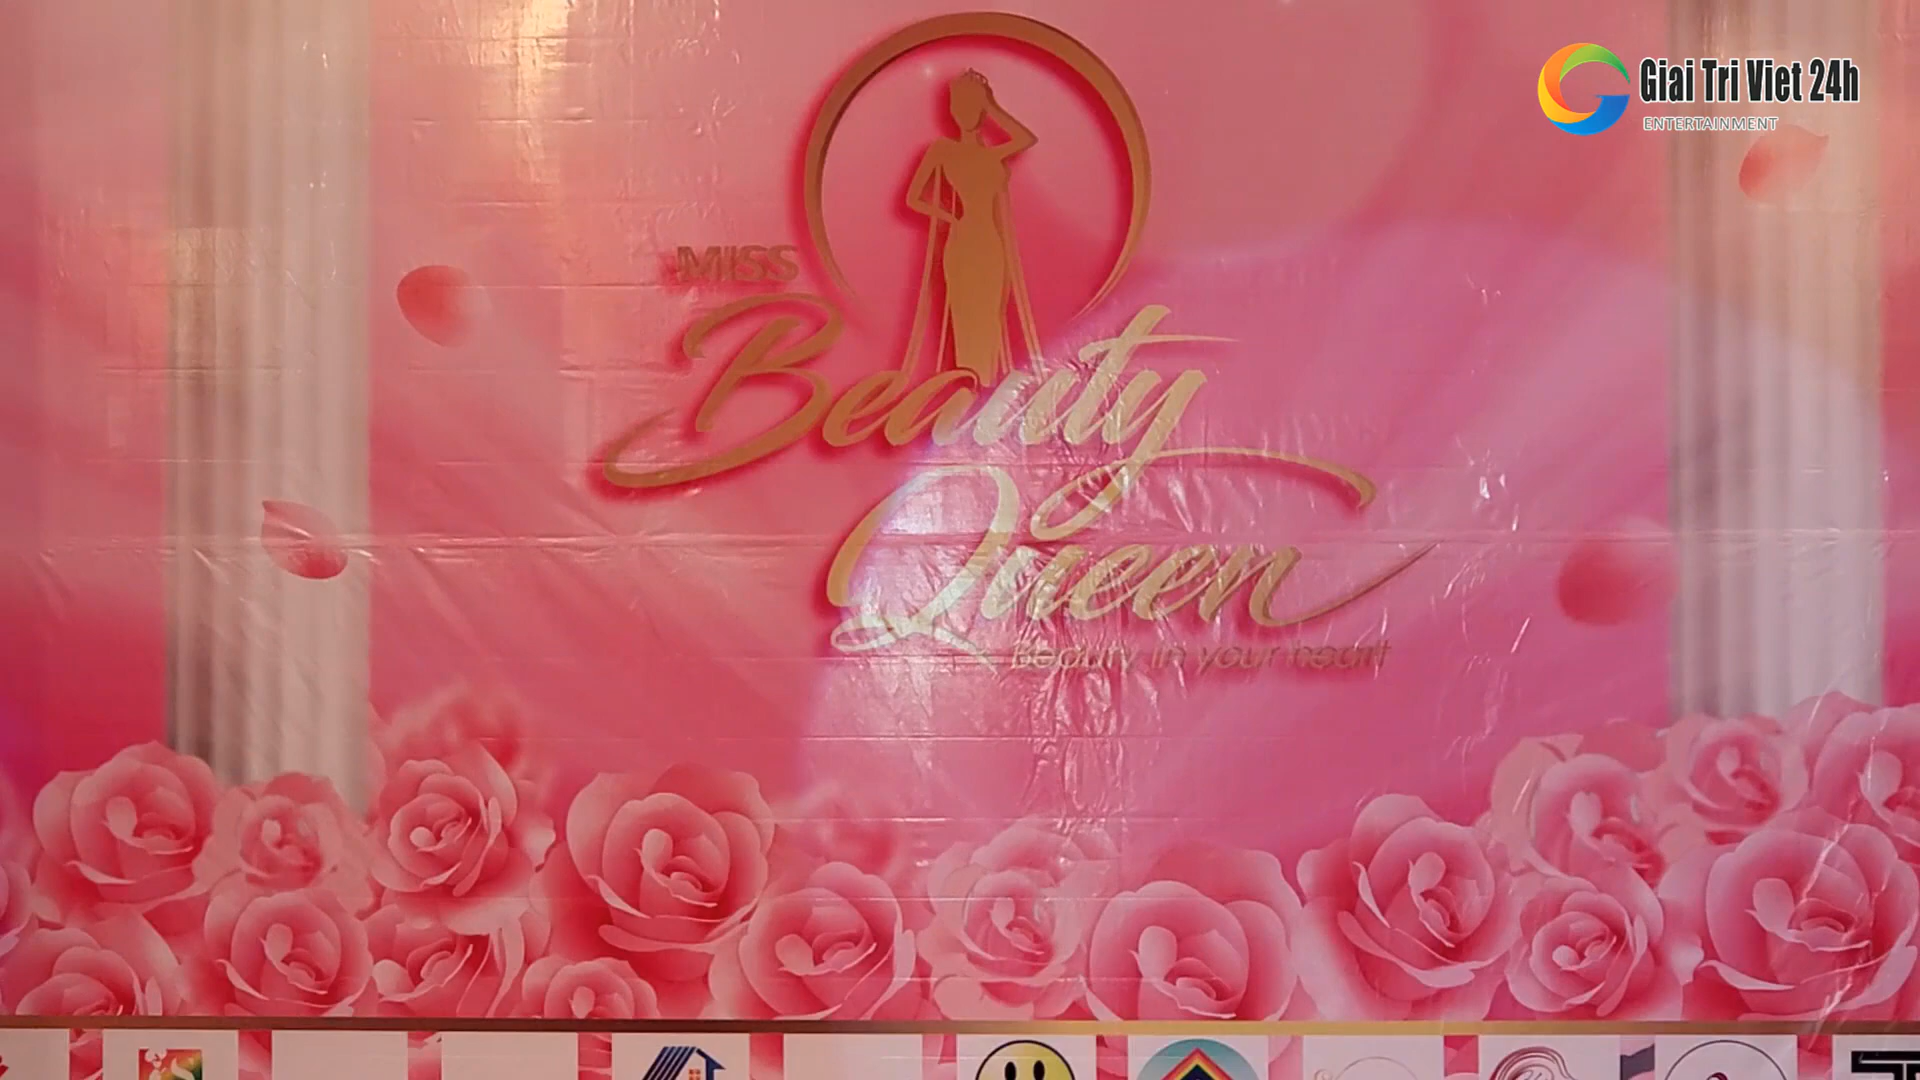 Giai Tri Viet 24h
ENTERTAINMENT
MISS
Beauty
Queen
Beauty in your heart